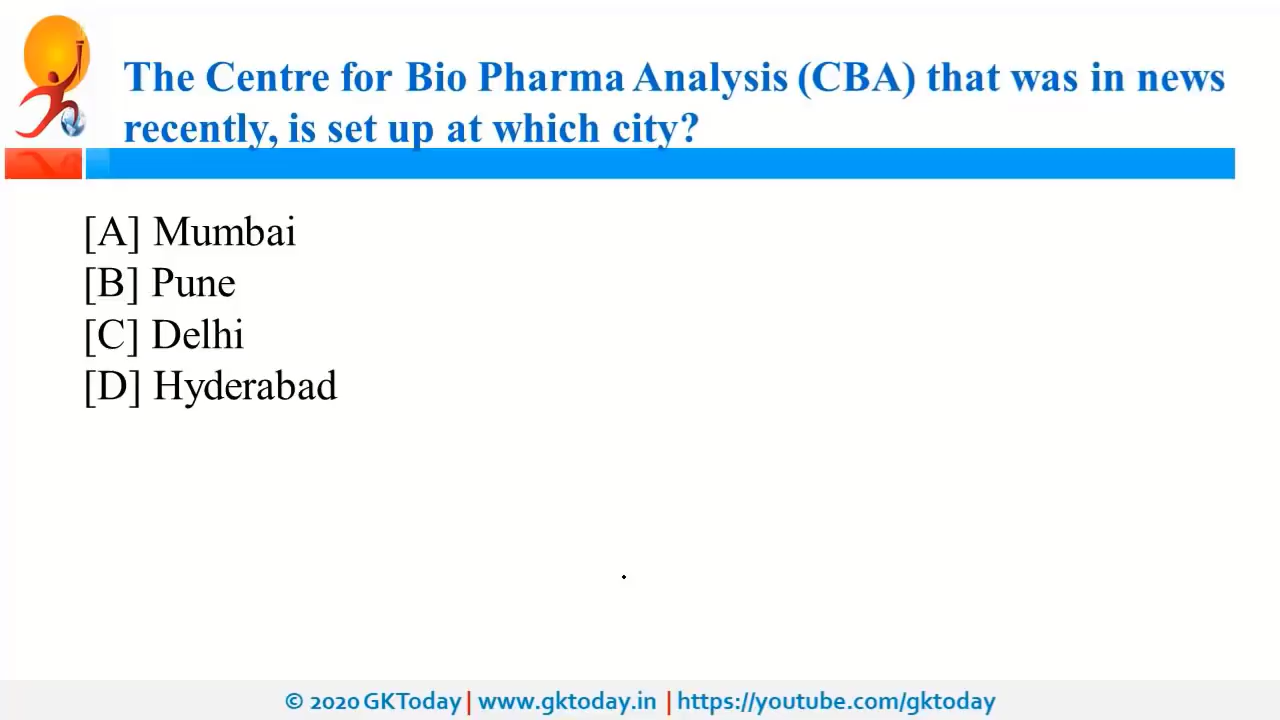 The Centre for Bio Pharma Analysis (CBA) that was in news
recently, is set up at which city?
[A] Mumbai
[B] Pune
[C] Delhi
[D] Hyderabad
© 2020 GKToday | www.gktoday.in | https://youtube.com/gktoday